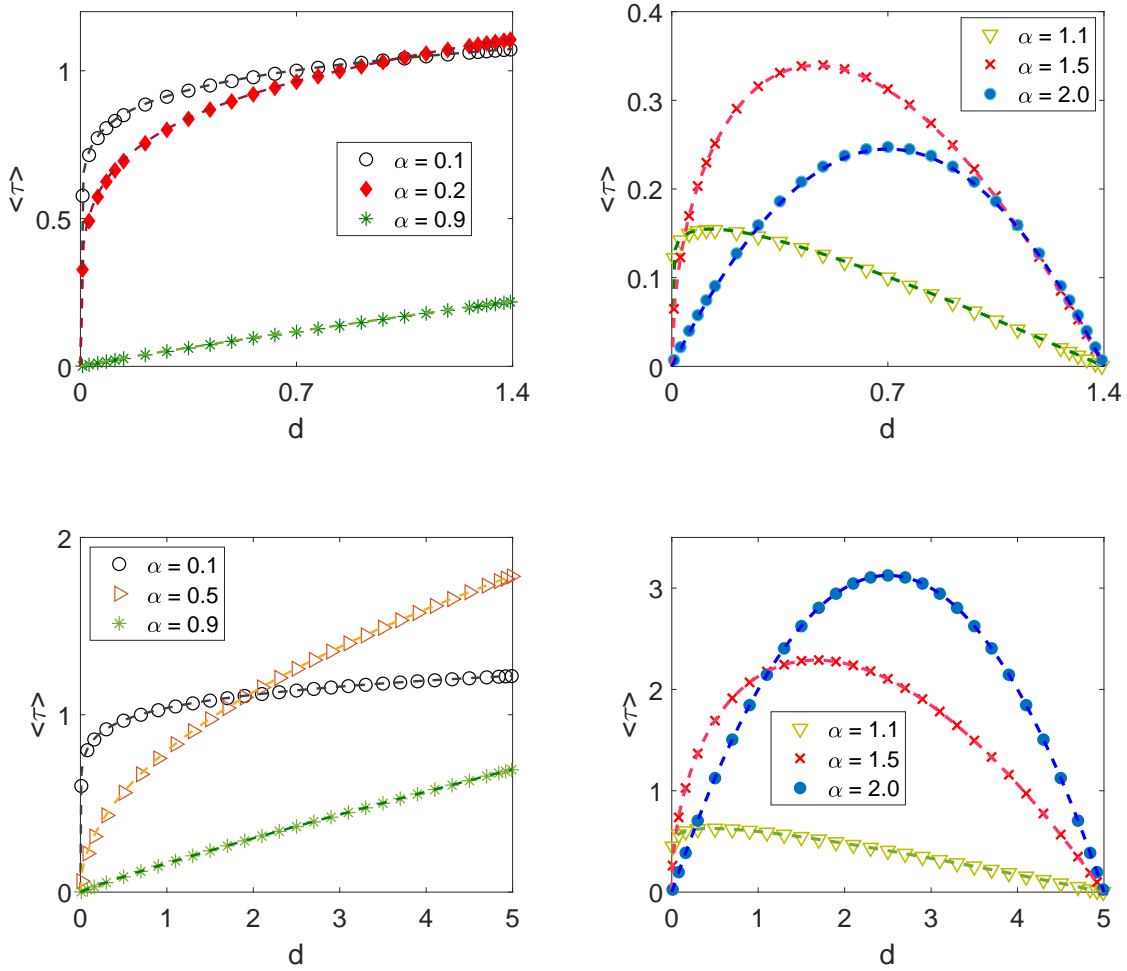 1
0.5
0
<τ>
0
0.7
1.4
d
α = 0.1
α = 0.2
α = 0.9
0.4
0.3
0.2
0.1
0
<τ>
0
0.7
1.4
d
α = 1.1
α = 1.5
α = 2.0
2
1
0
<τ>
0
1
2
3
4
5
d
α = 0.1
α = 0.5
α = 0.9
3
2
1
0
<τ>
0
1
2
3
4
5
d
α = 1.1
α = 1.5
α = 2.0